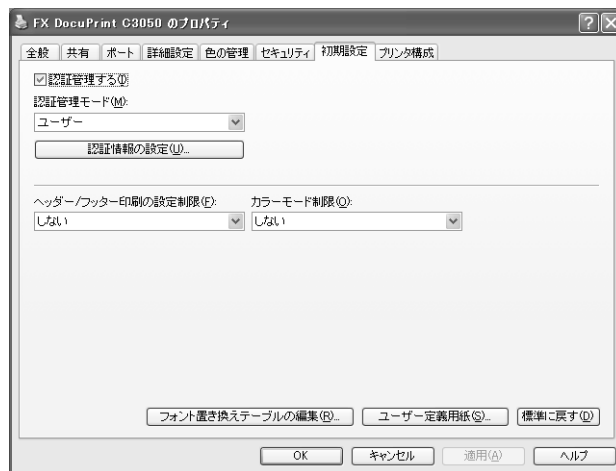 FX DocuPrint C3050 のプロパティ
全般 共有 ポート 詳細設定 色の管理 セキュリティ 初期設定 プリンタ構成
認証管理する(I)
認証管理モード(M):
ユーザー
認証情報の設定(U)...
ヘッダー/フッター印刷の設定制限(F): カラーモード制限(O):
しない しない
フォント置き換えテーブルの編集(R)... ユーザー定義用紙(S)... 標準に戻す(D)
OK キャンセル 適用(A) ヘルプ